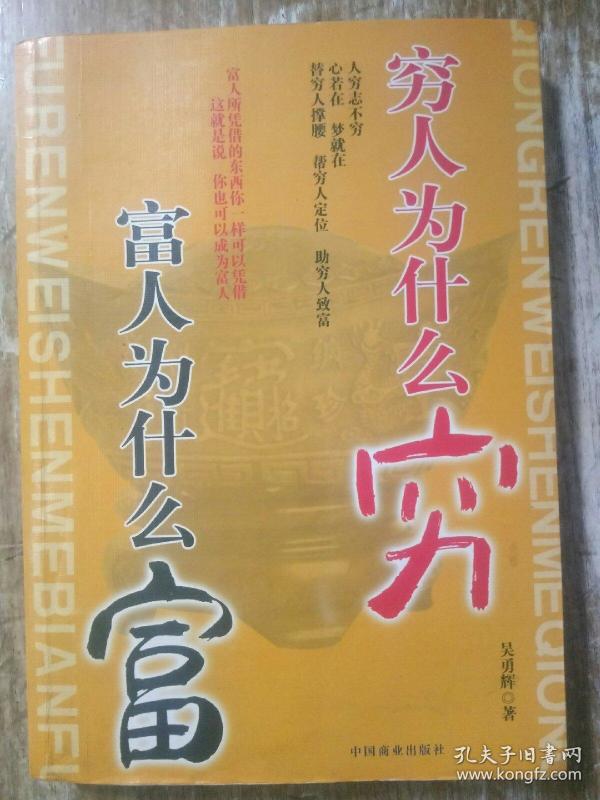 穷人为什么穷
人穷志不穷
心若在 梦就在
替穷人撑腰 帮穷人定位 助穷人致富
富人所凭借的东西你一样可以凭借
这就是说 你也可以成为富人
富人为什么富
QIONGRENWEISHENMEQION
FURENWEISHENMEBIANFU
吴勇辉◎著
中国商业出版社
孔夫子旧书网
www.kongfz.com